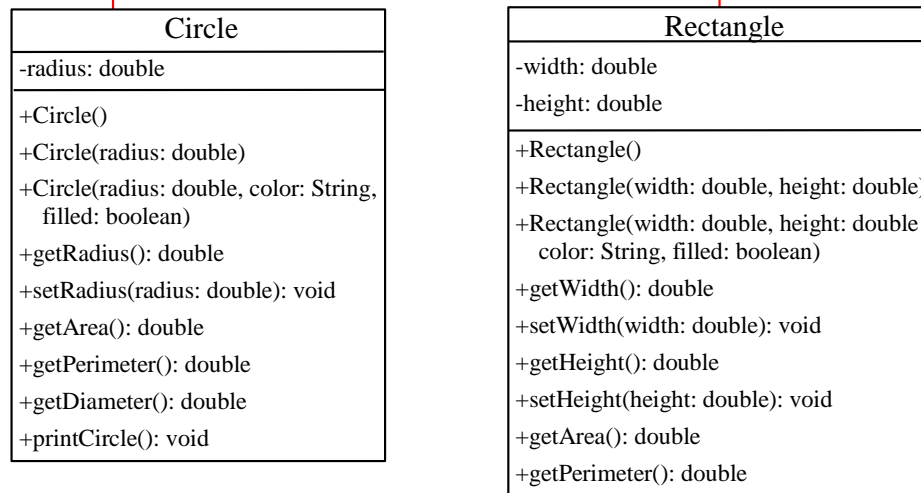 Circle
-radius: double
+Circle()
+Circle(radius: double)
+Circle(radius: double, color: String,
filled: boolean)
+getRadius(): double
+setRadius(radius: double): void
+getArea(): double
+getPerimeter(): double
+getDiameter(): double
+printCircle(): void
Rectangle
-width: double
-height: double
+Rectangle()
+Rectangle(width: double, height: double)
+Rectangle(width: double, height: double
color: String, filled: boolean)
+getWidth(): double
+setWidth(width: double): void
+getHeight(): double
+setHeight(height: double): void
+getArea(): double
+getPerimeter(): double